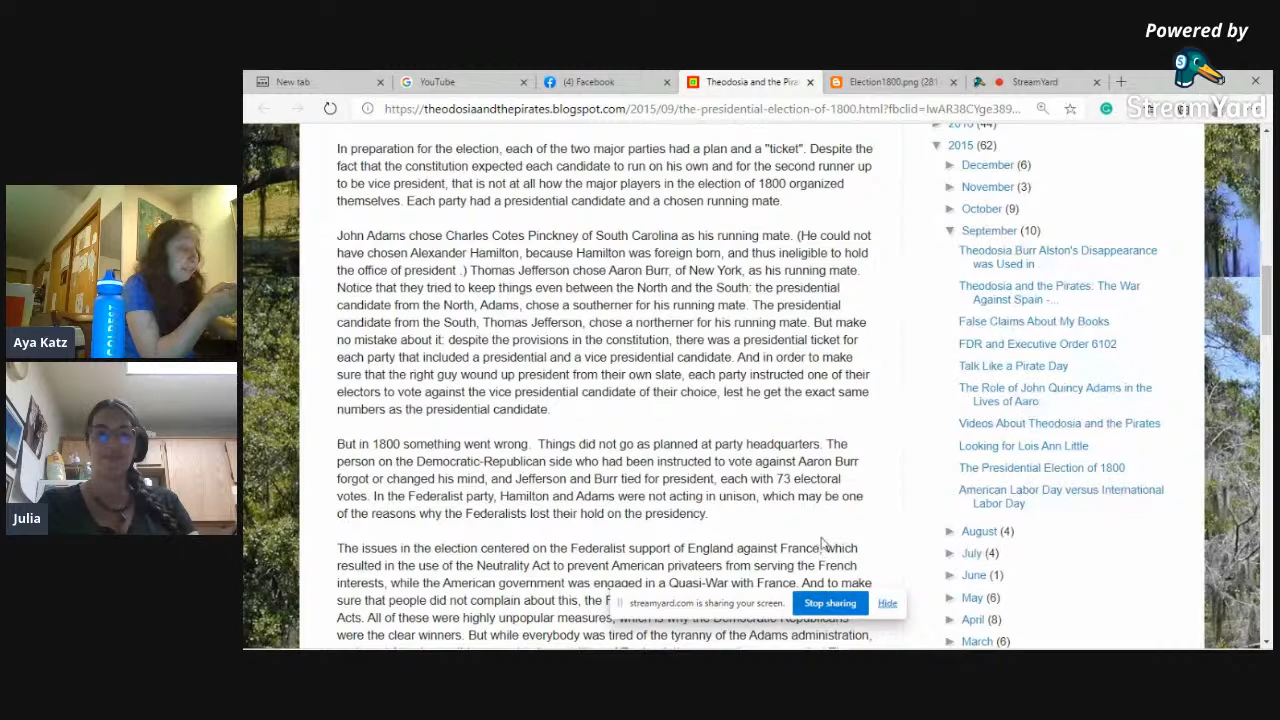 Powered by
StreamYard
New tab
YouTube
(4) Facebook
Theodosia and the Pira
Election1800.png (281
StreamYard
https://theodosiaandthepirates.blogspot.com/2015/09/the-presidential-election-of-1800.html?fbclid=IwAR38CYge389...
In preparation for the election, each of the two major parties had a plan and a "ticket". Despite the
fact that the constitution expected each candidate to run on his own and for the second runner up
to be vice president, that is not at all how the major players in the election of 1800 organized
themselves. Each party had a presidential candidate and a chosen running mate.
John Adams chose Charles Cotes Pinckney of South Carolina as his running mate. (He could not
have chosen Alexander Hamilton, because Hamilton was foreign born, and thus ineligible to hold
the office of president .) Thomas Jefferson chose Aaron Burr, of New York, as his running mate.
Notice that they tried to keep things even between the North and the South: the presidential
candidate from the North, Adams, chose a southerner for his running mate. The presidential
candidate from the South, Thomas Jefferson, chose a northerner for his running mate. But make
no mistake about it: despite the provisions in the constitution, there was a presidential ticket for
each party that included a presidential and a vice presidential candidate. And in order to make
sure that the right guy wound up president from their own slate, each party instructed one of their
electors to vote against the vice presidential candidate of their choice, lest he get the exact same
numbers as the presidential candidate.
But in 1800 something went wrong. Things did not go as planned at party headquarters. The
person on the Democratic-Republican side who had been instructed to vote against Aaron Burr
forgot or changed his mind, and Jefferson and Burr tied for president, each with 73 electoral
votes. In the Federalist party, Hamilton and Adams were not acting in unison, which may be one
of the reasons why the Federalists lost their hold on the presidency.
The issues in the election centered on the Federalist support of England against France, which
resulted in the use of the Neutrality Act to prevent American privateers from serving the French
interests, while the American government was engaged in a Quasi-War with France. And to make
sure that people did not complain about this, the F
Acts. All of these were highly unpopular measures, which is why the Democratic Republicans
were the clear winners. But while everybody was tired of the tyranny of the Adams administration,
streamyard.com is sharing your screen.
Stop sharing
Hide
2016 (44)
2015 (62)
December (6)
November (3)
October (9)
September (10)
Theodosia Burr Alston's Disappearance
was Used in ...
Theodosia and the Pirates: The War
Against Spain -...
False Claims About My Books
FDR and Executive Order 6102
Talk Like a Pirate Day
The Role of John Quincy Adams in the
Lives of Aaro
Videos About Theodosia and the Pirates
Looking for Lois Ann Little
The Presidential Election of 1800
American Labor Day versus International
Labor Day
August (4)
July (4)
June (1)
May (6)
April (8)
March (6)
Aya Katz
Julia